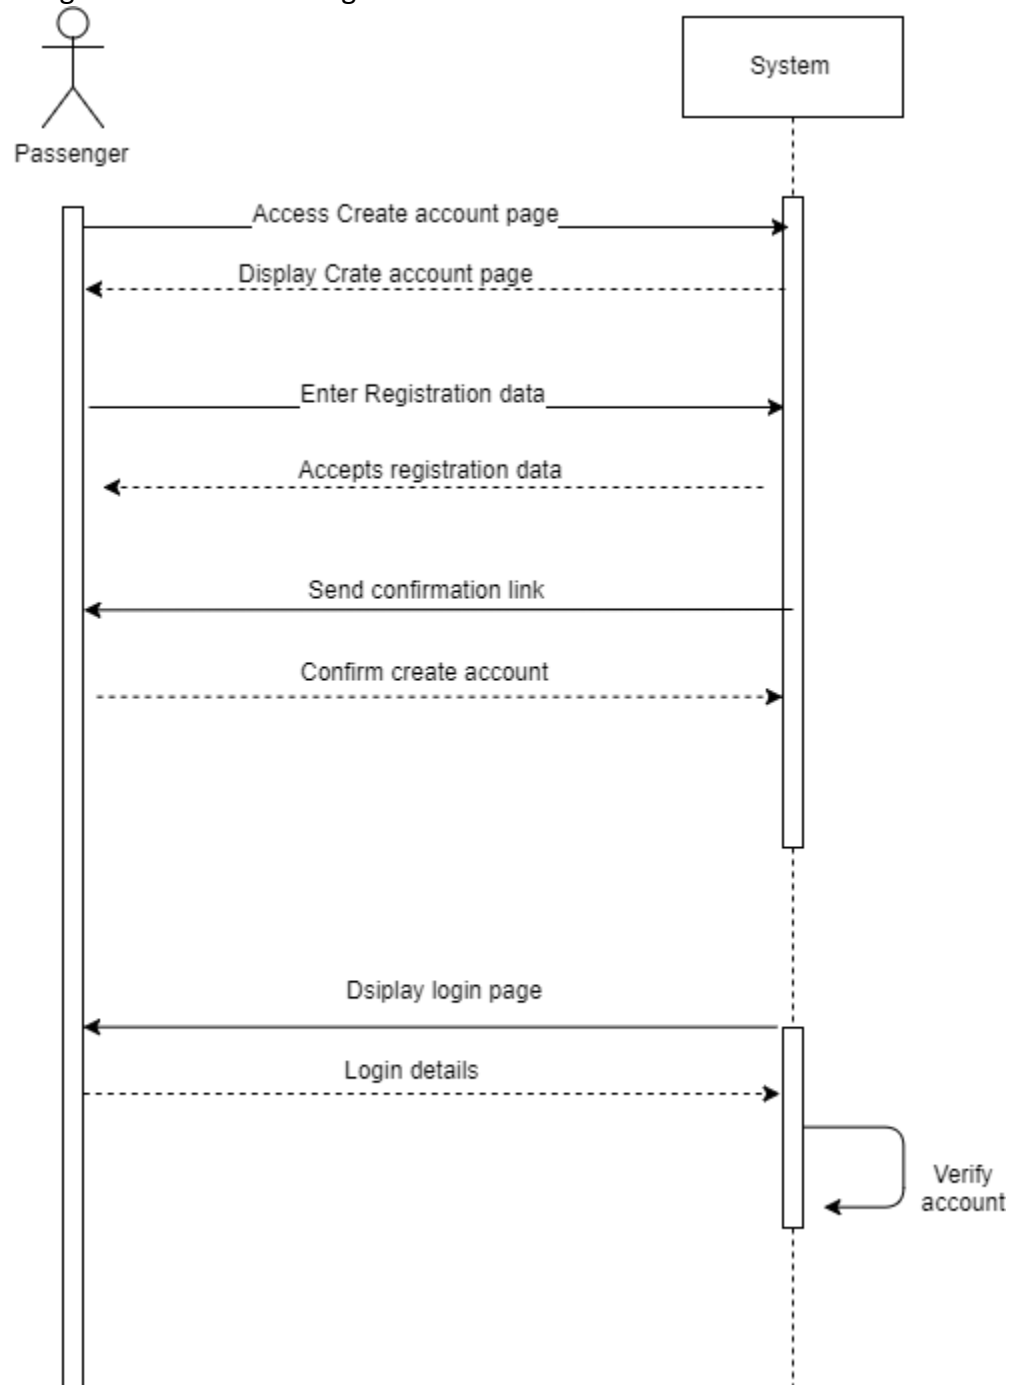 System
Passenger
Access Create account page
Display Crate account page
Enter Registration data
Accepts registration data
Send confirmation link
Confirm create account
Dsiplay login page
Login details
Verify
account